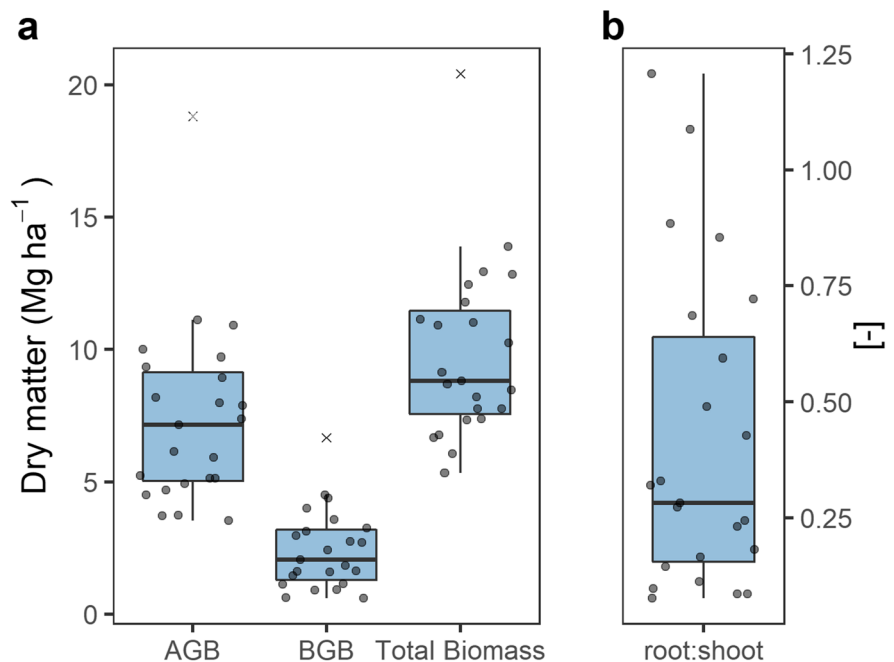 a
b
Dry matter (Mg ha⁻¹ )
20
15
10
5
0
AGB BGB Total Biomass
1.25
1.00
0.75
0.50
0.25
[-]
root:shoot